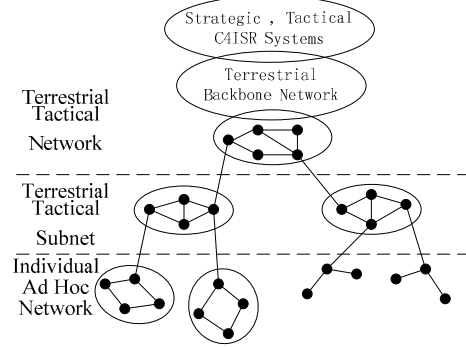 Strategic , Tactical
C4ISR Systems
Terrestrial
Backbone Network
Terrestrial
Tactical
Network
Terrestrial
Tactical
Subnet
Individual
Ad Hoc
Network